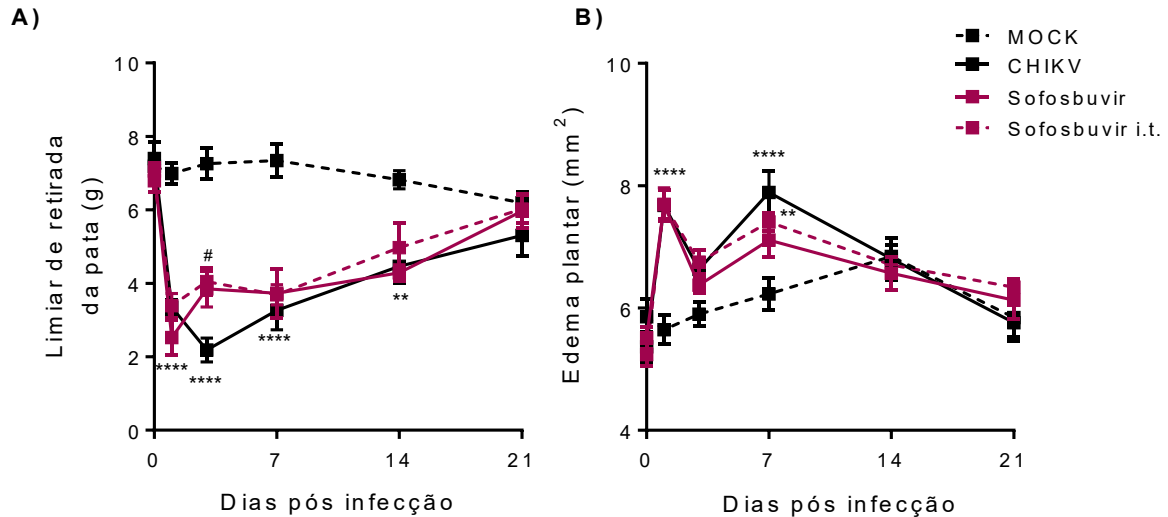 A)
B)
MOCK
CHIKV
Sofosbuvir
Sofosbuvir i.t.
Limiar de retirada
da pata (g)
10
8
6
4
2
0
#
****
****
****
**
0
7
14
21
Dias pós infecção
Edema plantar (mm²)
10
8
6
4
****
****
**
0
7
14
21
Dias pós infecção